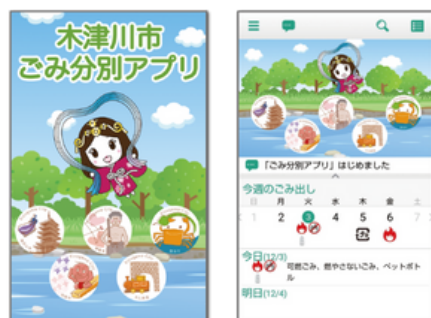 木津川市
ごみ分別アプリ
「ごみ分別アプリ」はじめました
今週のごみ出し
日 月 火 水 木 金 土
1 2 3 4 5 6 7
今日(12/3)
可燃ごみ、燃やさないごみ、ペットボト
ル
明日(12/4)